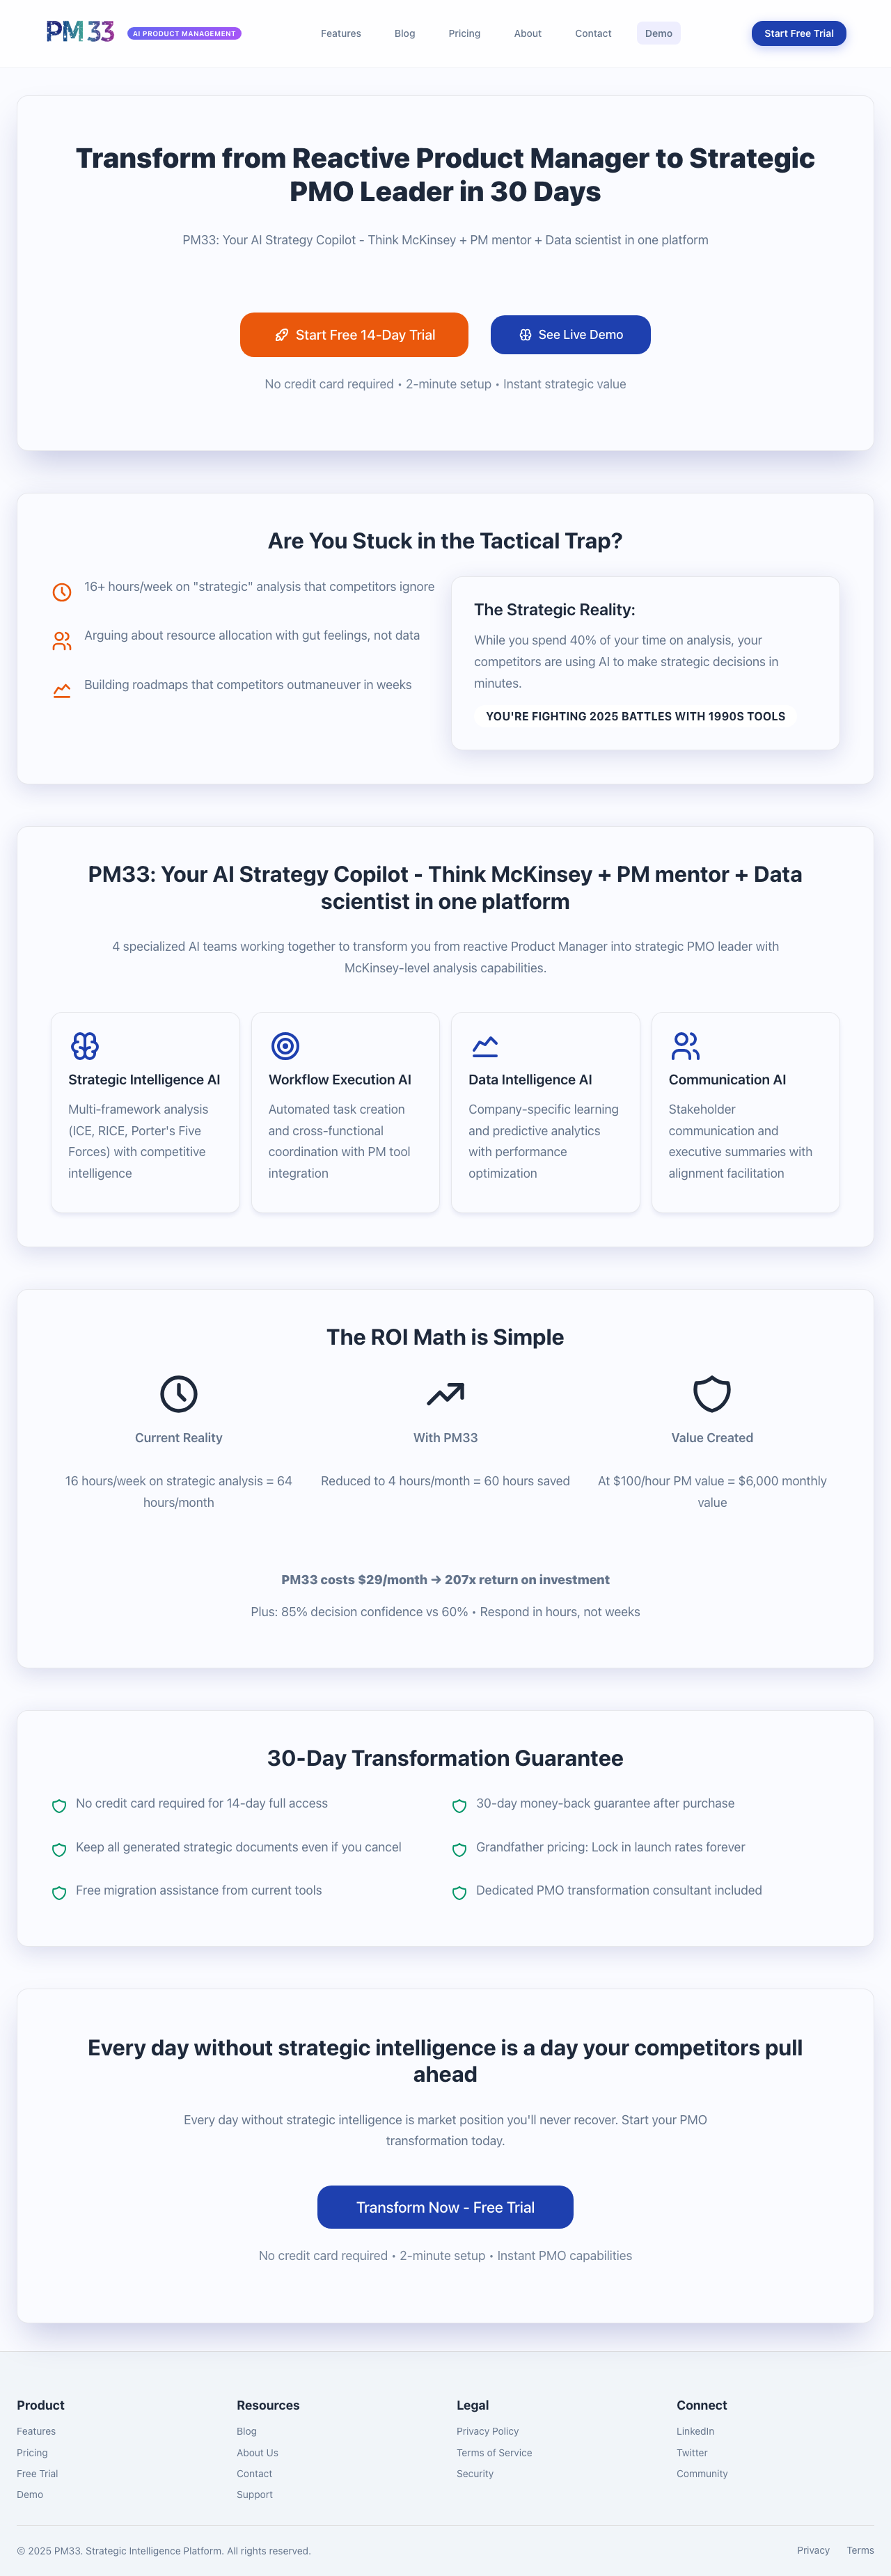 PM33 AI PRODUCT MANAGEMENT Features Blog Pricing About Contact Demo Start Free Trial
Transform from Reactive Product Manager to Strategic
PMO Leader in 30 Days
PM33: Your AI Strategy Copilot - Think McKinsey + PM mentor + Data scientist in one platform
Start Free 14-Day Trial
See Live Demo
No credit card required • 2-minute setup • Instant strategic value
Are You Stuck in the Tactical Trap?
16+ hours/week on "strategic" analysis that competitors ignore
Arguing about resource allocation with gut feelings, not data
Building roadmaps that competitors outmaneuver in weeks
The Strategic Reality:
While you spend 40% of your time on analysis, your
competitors are using AI to make strategic decisions in
minutes.
YOU'RE FIGHTING 2025 BATTLES WITH 1990S TOOLS
PM33: Your AI Strategy Copilot - Think McKinsey + PM mentor + Data
scientist in one platform
4 specialized AI teams working together to transform you from reactive Product Manager into strategic PMO leader with
McKinsey-level analysis capabilities.
Strategic Intelligence AI
Multi-framework analysis
(ICE, RICE, Porter's Five
Forces) with competitive
intelligence
Workflow Execution AI
Automated task creation
and cross-functional
coordination with PM tool
integration
Data Intelligence AI
Company-specific learning
and predictive analytics
with performance
optimization
Communication AI
Stakeholder
communication and
executive summaries with
alignment facilitation
The ROI Math is Simple
Current Reality
16 hours/week on strategic analysis = 64
hours/month
With PM33
Reduced to 4 hours/month = 60 hours saved
Value Created
At $100/hour PM value = $6,000 monthly
value
PM33 costs $29/month → 207x return on investment
Plus: 85% decision confidence vs 60% • Respond in hours, not weeks
30-Day Transformation Guarantee
No credit card required for 14-day full access
30-day money-back guarantee after purchase
Keep all generated strategic documents even if you cancel
Grandfather pricing: Lock in launch rates forever
Free migration assistance from current tools
Dedicated PMO transformation consultant included
Every day without strategic intelligence is a day your competitors pull
ahead
Every day without strategic intelligence is market position you'll never recover. Start your PMO
transformation today.
Transform Now - Free Trial
No credit card required • 2-minute setup • Instant PMO capabilities
Product
Features
Pricing
Free Trial
Demo
Resources
Blog
About Us
Contact
Support
Legal
Privacy Policy
Terms of Service
Security
Connect
LinkedIn
Twitter
Community
© 2025 PM33. Strategic Intelligence Platform. All rights reserved.
Privacy Terms